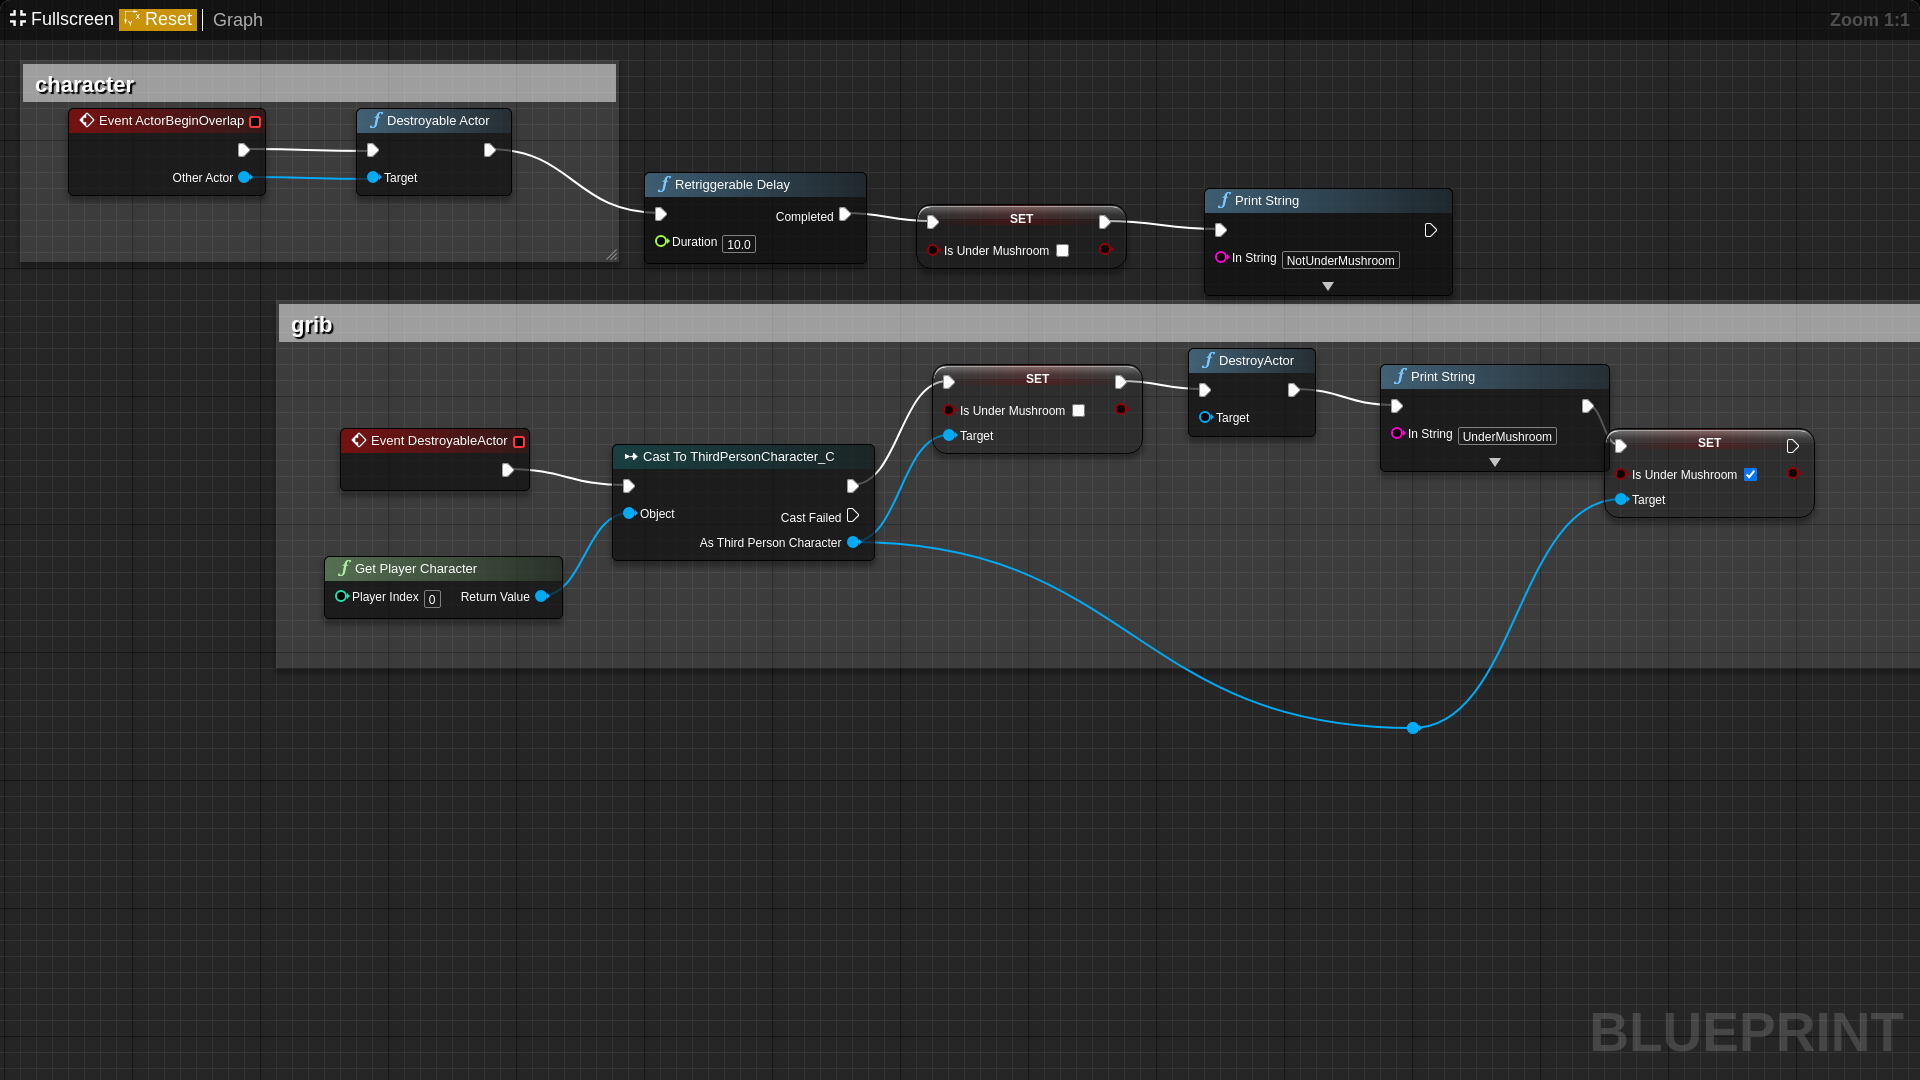 Fullscreen Reset Graph Zoom 1:1
character
Event ActorBeginOverlap
Other Actor
Destroyable Actor
Target
Retriggerable Delay
Completed
Duration 10.0
SET
Is Under Mushroom
Print String
In String NotUnderMushroom
grib
Event DestroyableActor
Get Player Character
Player Index 0 Return Value
Cast To ThirdPersonCharacter_C
Object
Cast Failed
As Third Person Character
SET
Is Under Mushroom
Target
DestroyActor
Target
Print String
In String UnderMushroom
SET
Is Under Mushroom
Target
BLUEPRINT